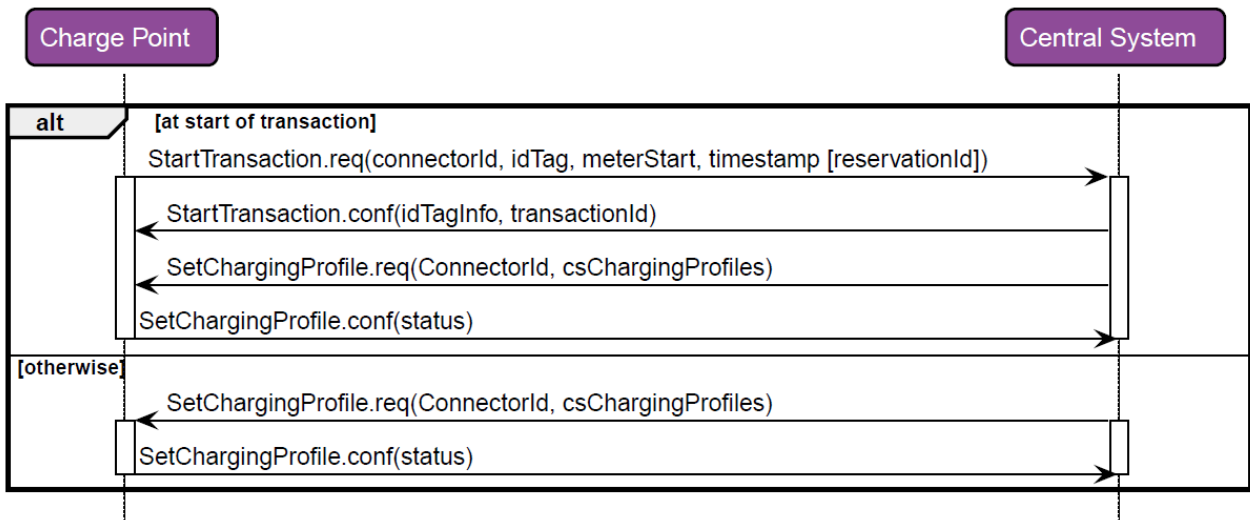 Charge Point
Central System
alt
[at start of transaction]
StartTransaction.req(connectorId, idTag, meterStart, timestamp [reservationId])
StartTransaction.conf(idTagInfo, transactionId)
SetChargingProfile.req(ConnectorId, csChargingProfiles)
SetChargingProfile.conf(status)
[otherwise]
SetChargingProfile.req(ConnectorId, csChargingProfiles)
SetChargingProfile.conf(status)